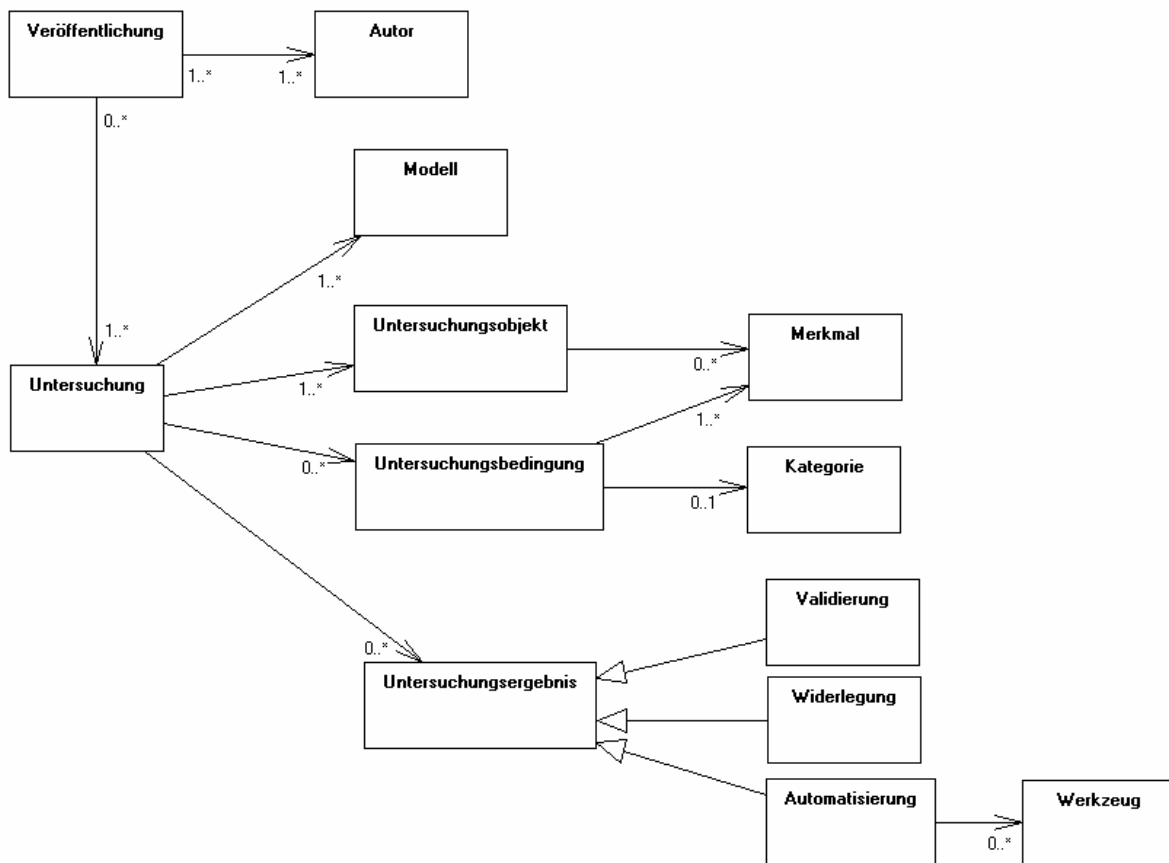 Veröffentlichung
Autor
1..*
1..*
0..*
Modell
1..*
Untersuchungsobjekt
Merkmal
1..*
0..*
Untersuchung
1..*
1..*
0..*
Untersuchungsbedingung
Kategorie
0..1
Validierung
0..*
Untersuchungsergebnis
Widerlegung
Automatisierung
Werkzeug
0..*